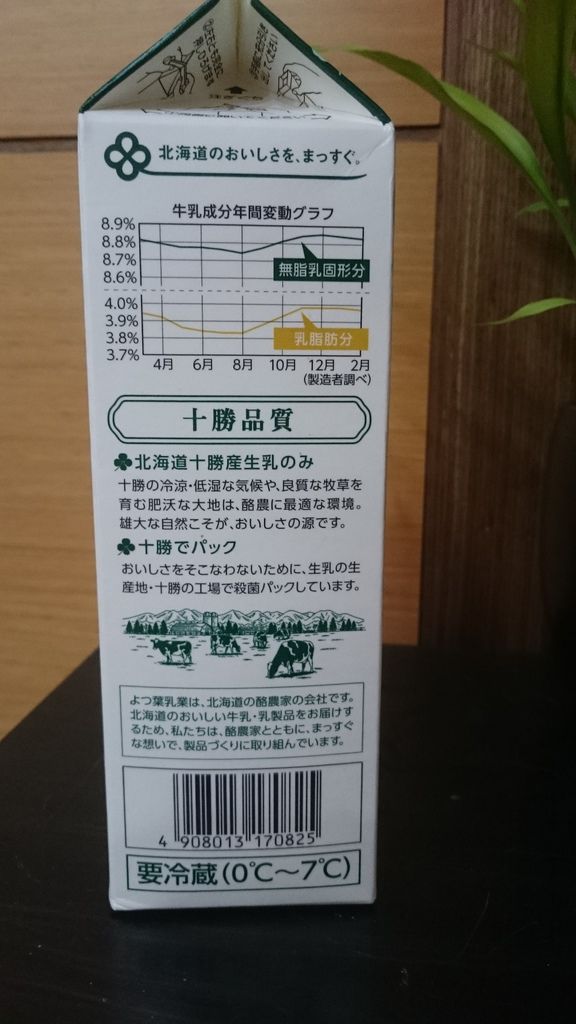 北海道のおいしさを、まっすぐ。
牛乳成分年間変動グラフ
8.9%
8.8%
8.7%
8.6%
無脂乳固形分
4.0%
3.9%
3.8%
3.7%
乳脂肪分
4月 6月 8月 10月 12月 2月
(製造者調べ)
十勝品質
北海道十勝産生乳のみ
十勝の冷涼・低湿な気候や、良質な牧草を
育む肥沃な大地は、酪農に最適な環境。
雄大な自然こそが、おいしさの源です。
十勝でパック
おいしさをそこなわないために、生乳の生
産地・十勝の工場で殺菌パックしています。
よつ葉乳業は、北海道の酪農家の会社です。
北海道のおいしい牛乳・乳製品をお届けす
るため、私たちは、酪農家とともに、まっすぐ
な想いで、製品づくりに取り組んでいます。
4 908013 170825
要冷蔵(0℃〜7℃)